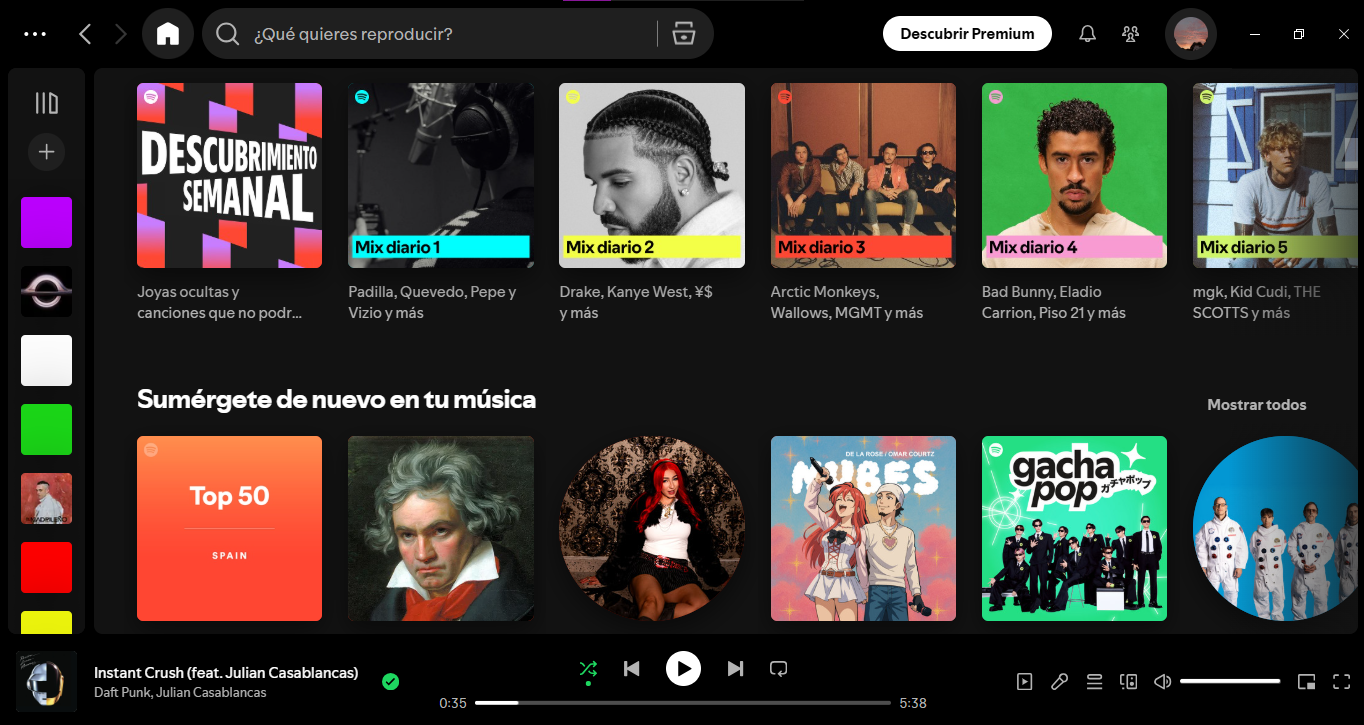 ¿Qué quieres reproducir?
Descubrir Premium
DESCUBRIMIENTO
SEMANAL
Mix diario 1
Mix diario 2
Mix diario 3
Mix diario 4
Mix diario 5
Joyas ocultas y
canciones que no podr...
Padilla, Quevedo, Pepe y
Vizio y más
Drake, Kanye West, ¥$
y más
Arctic Monkeys,
Wallows, MGMT y más
Bad Bunny, Eladio
Carrion, Piso 21 y más
mgk, Kid Cudi, THE
SCOTTS y más
Sumérgete de nuevo en tu música
Mostrar todos
Top 50
SPAIN
DE LA ROSE / OMAR COURTZ
NUBES
gacha
pop
ガチャポップ
Instant Crush (feat. Julian Casablancas)
Daft Punk, Julian Casablancas
0:35
5:38